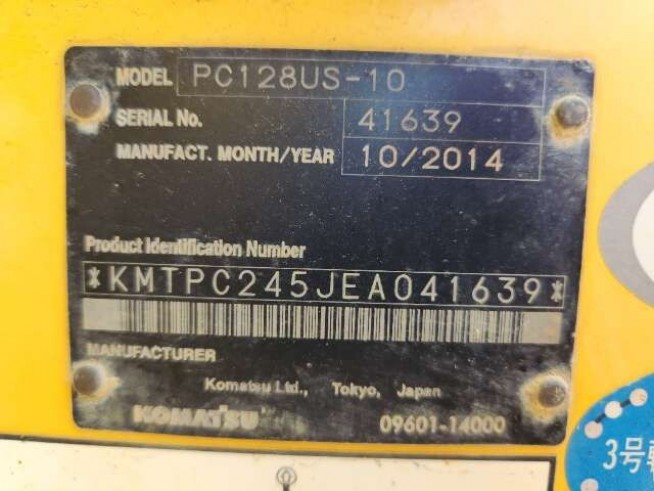 MODEL PC128US-10
SERIAL No. 41639
MANUFACT. MONTH/YEAR 10/2014
Product Identification Number
*KMTPC245JEA041639*
MANUFACTURER
Komatsu Ltd., Tokyo, Japan
KOMATSU 09601-14000
3号